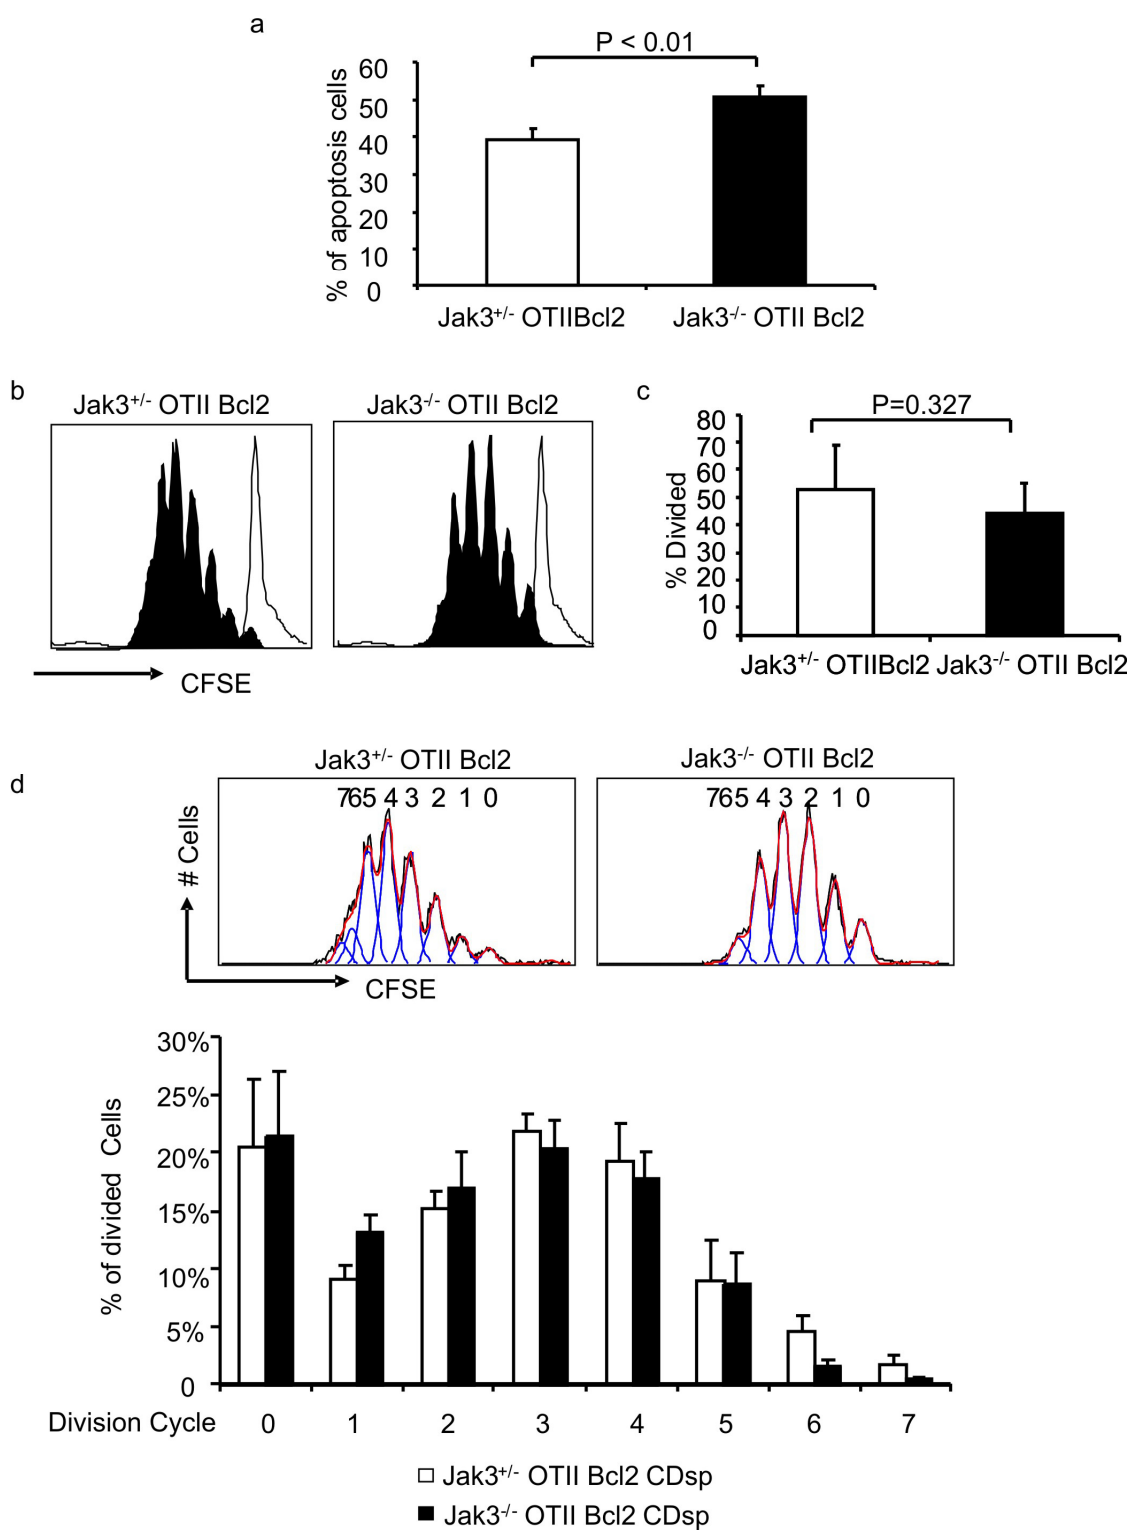 a
P < 0.01
% of apoptosis cells
60
50
40
30
20
10
0
Jak3+/- OTIIBcl2
Jak3-/- OTII Bcl2
b
Jak3+/- OTII Bcl2
Jak3-/- OTII Bcl2
CFSE
c
P=0.327
% Divided
80
70
60
50
40
30
20
10
0
Jak3+/- OTIIBcl2
Jak3-/- OTII Bcl2
d
Jak3+/- OTII Bcl2
Jak3-/- OTII Bcl2
765 4 3 2 1 0
765 4 3 2 1 0
# Cells
CFSE
% of divided Cells
30%
25%
20%
15%
10%
5%
0
Division Cycle 0 1 2 3 4 5 6 7
Jak3+/- OTII Bcl2 CDsp
Jak3-/- OTII Bcl2 CDsp